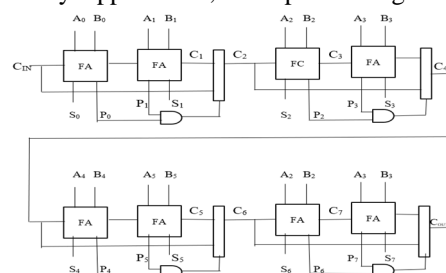 A₀ B₀ A₁ B₁ A₂ B₂ A₃ B₃
C_IN FA FA C₁ C₂ FC C₃ FA C₄
S₀ P₀ P₁ S₁ S₂ P₂ P₃ S₃
A₄ B₄ A₅ B₅ A₂ B₂ A₃ B₃
FA FA C₅ C₆ FA C₇ FA
S₄ P₄ P₅ S₅ S₆ P₆ P₇ S₇